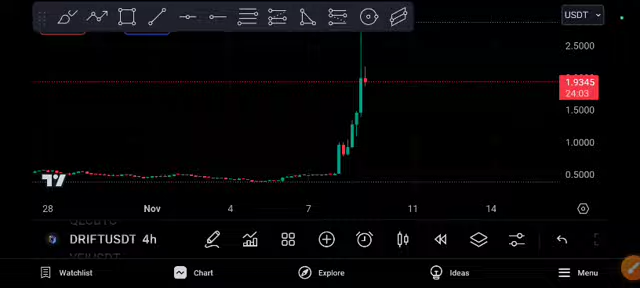 USDT
2.5000
1.9345
24:03
1.5000
1.0000
0.5000
28 Nov 4 7 11 14
DRIFTUSDT 4h
Watchlist Chart Explore Ideas Menu